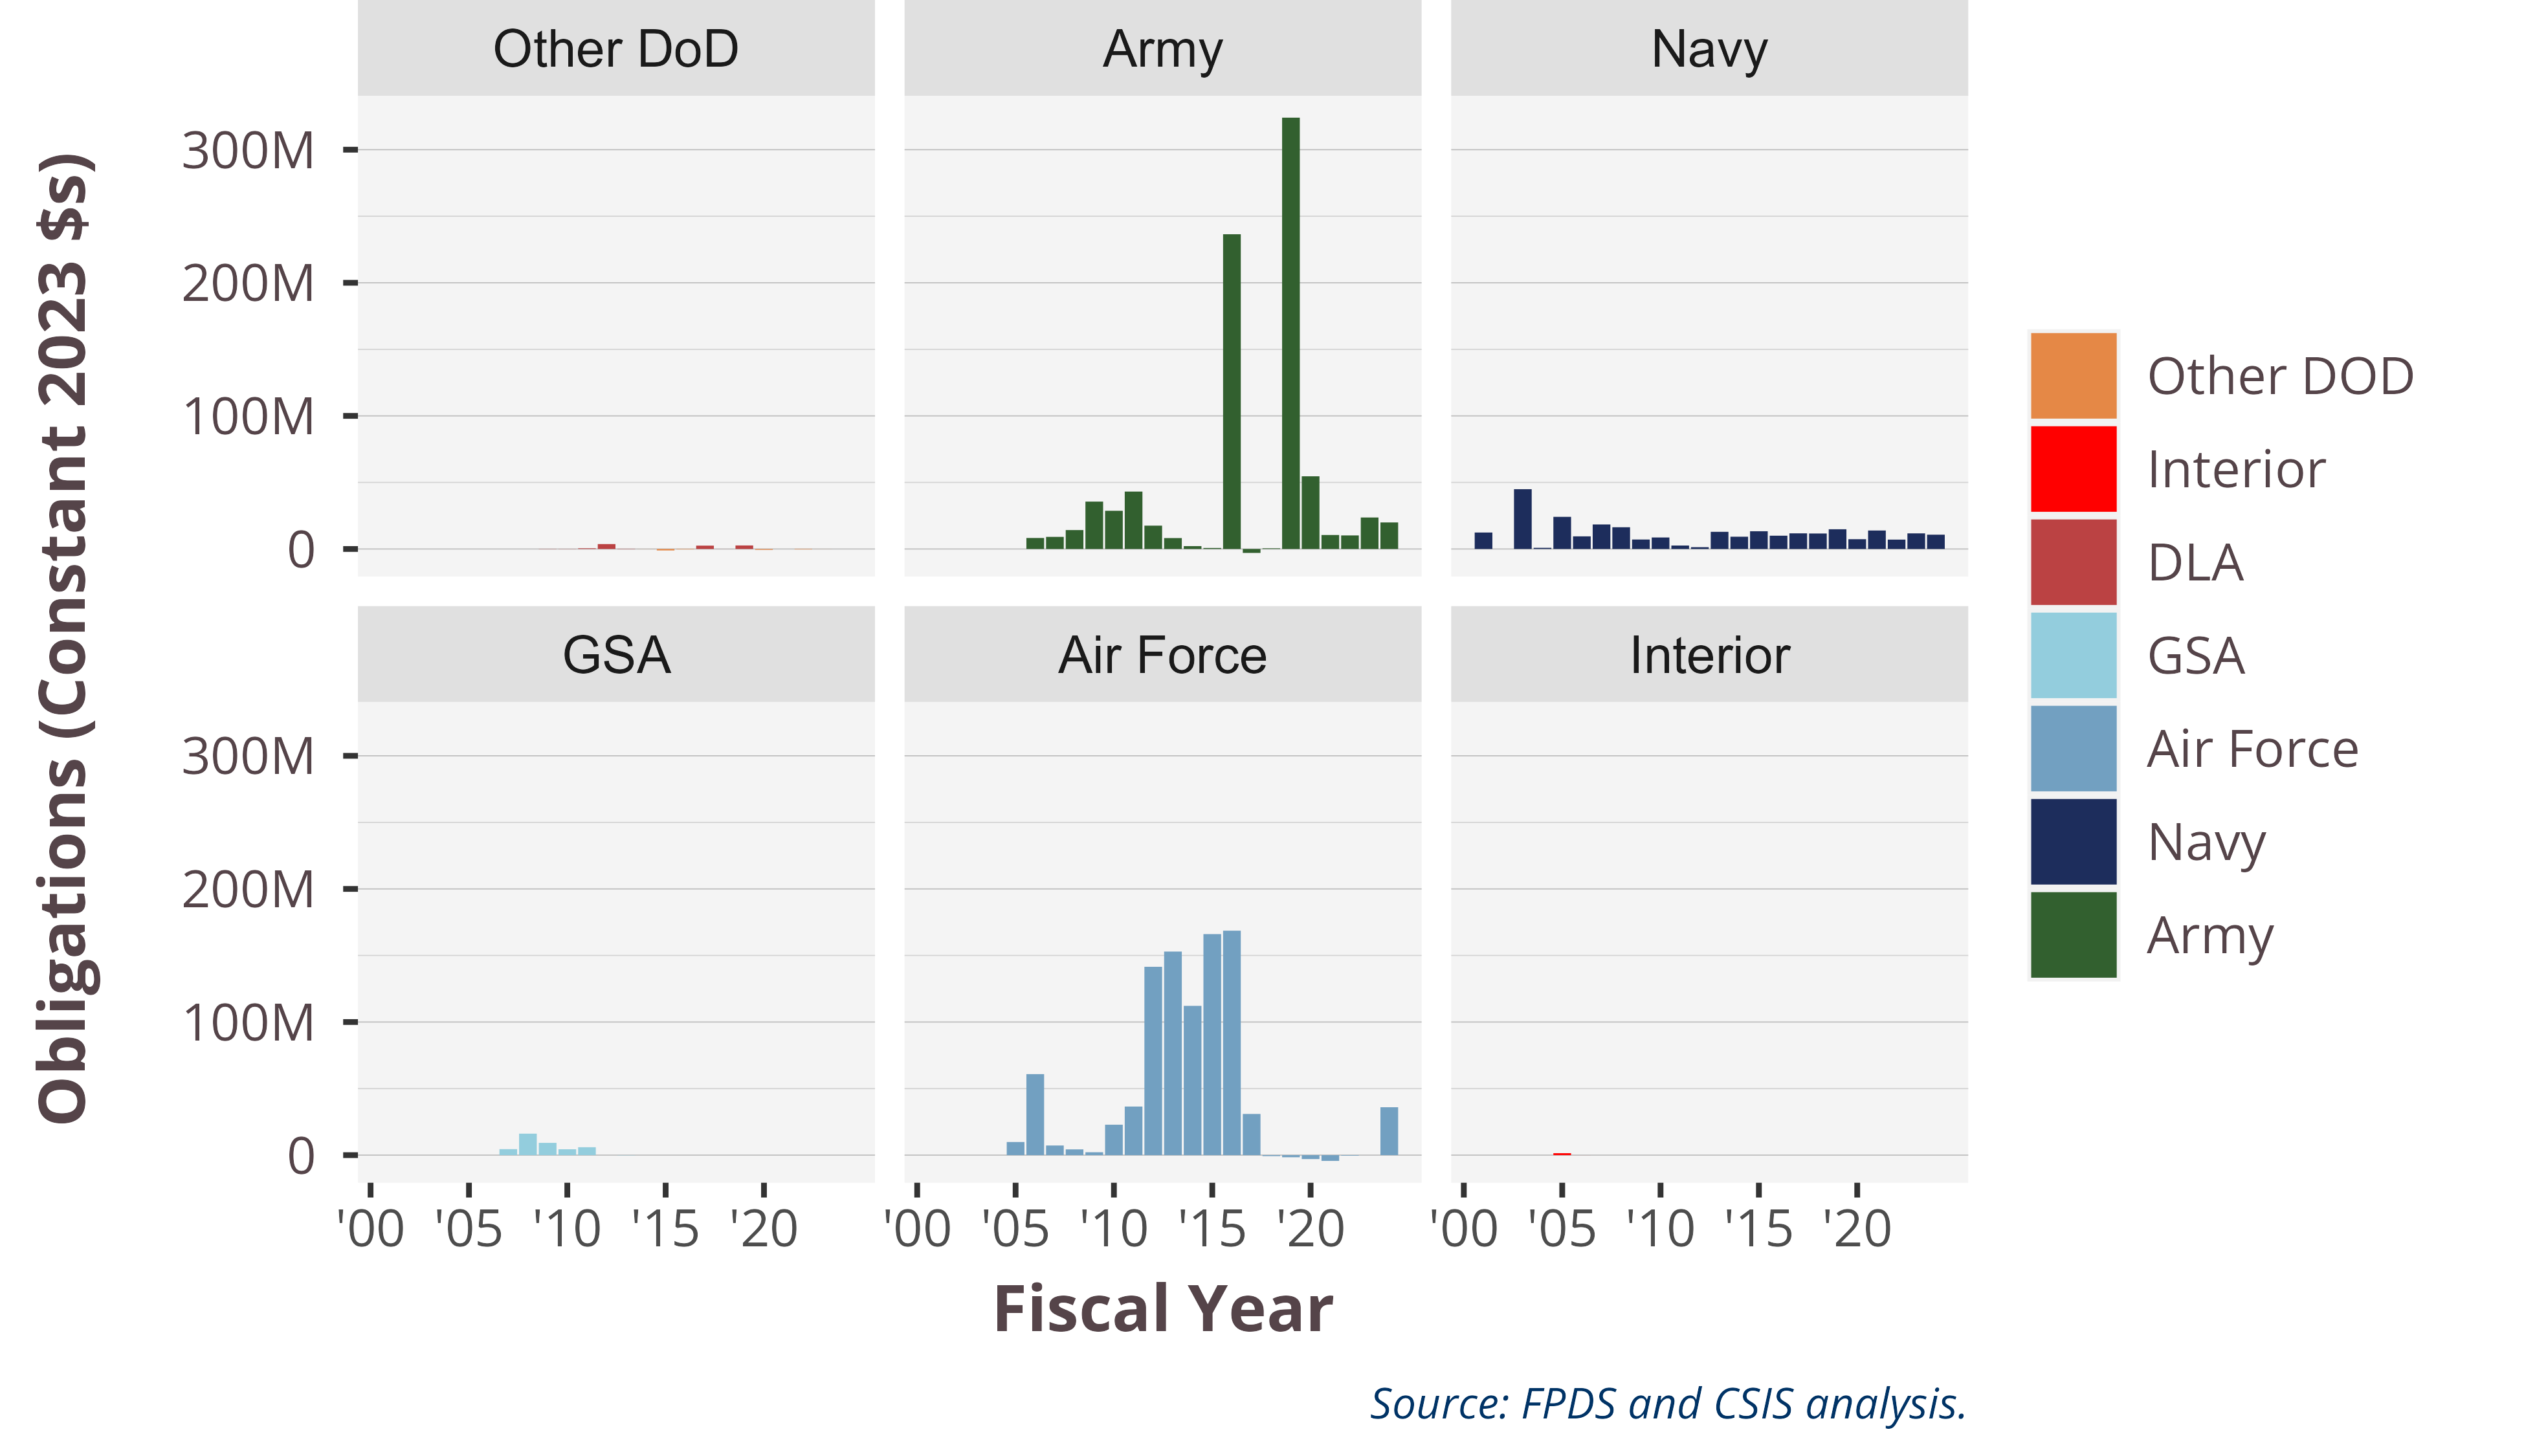 Other DoD
Army
Navy
300M
200M
100M
0
GSA
Air Force
Interior
300M
200M
100M
0
'00 '05 '10 '15 '20
'00 '05 '10 '15 '20
'00 '05 '10 '15 '20
Obligations (Constant 2023 $s)
Fiscal Year
Other DOD
Interior
DLA
GSA
Air Force
Navy
Army
Source: FPDS and CSIS analysis.